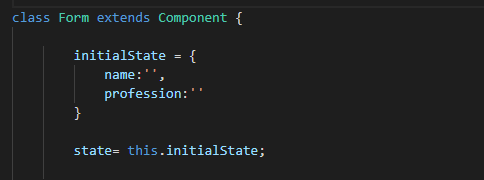 class Form extends Component {
initialState = {
name:'',
profession:''
}
state= this.initialState;